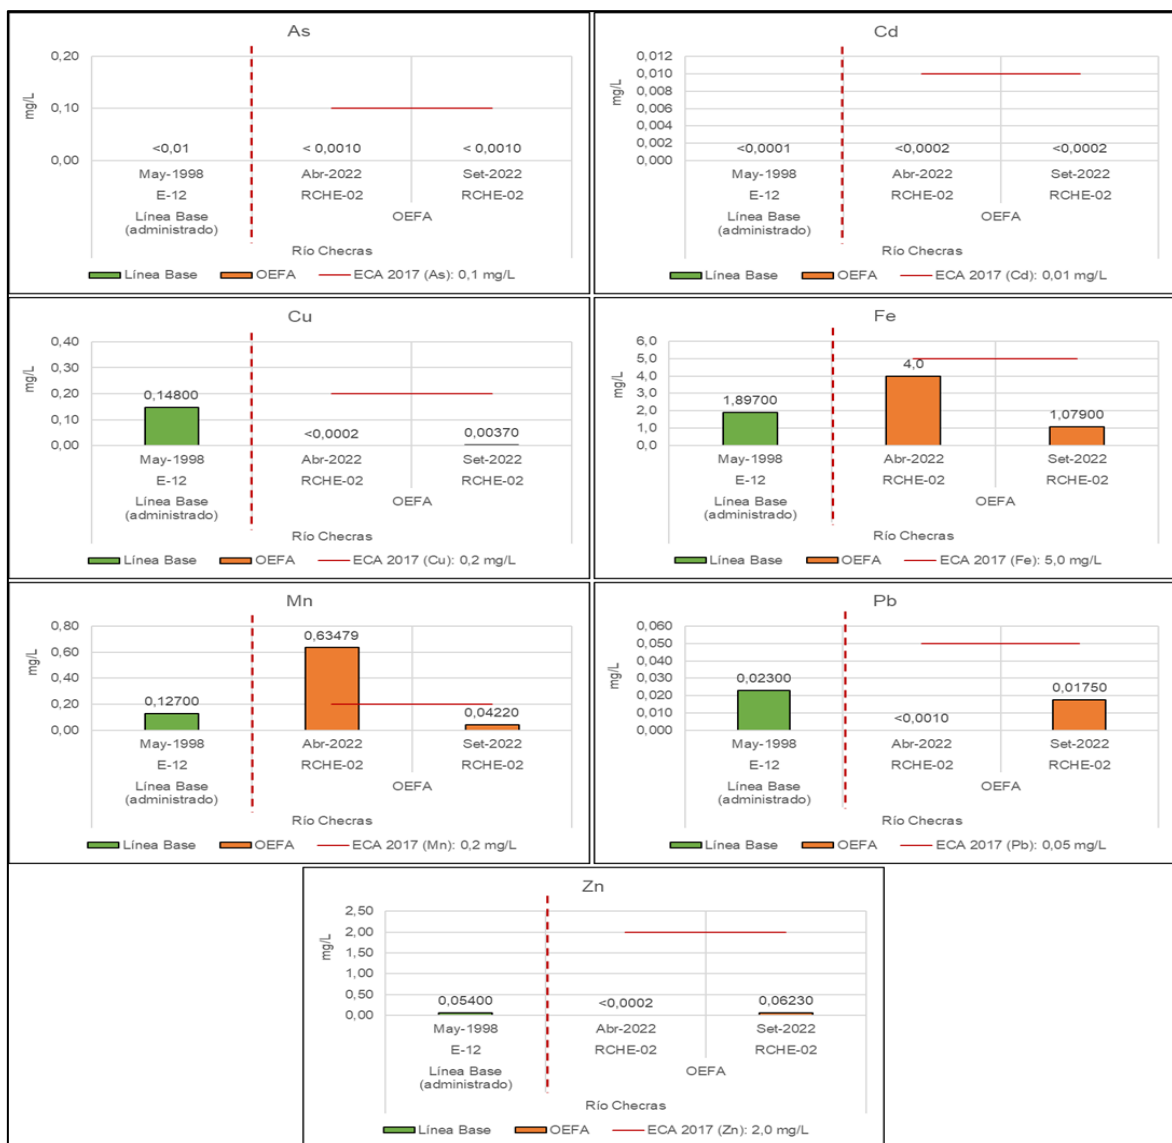 As
mg/L
0,20
0,10
0,00
<0,01
< 0,0010
< 0,0010
May-1998
Abr-2022
Set-2022
E-12
RCHE-02
RCHE-02
Línea Base
(administrado)
OEFA
Río Checras
Línea Base
OEFA
ECA 2017 (As): 0,1 mg/L
Cd
mg/L
0,012
0,010
0,008
0,006
0,004
0,002
0,000
<0,0001
<0,0002
<0,0002
May-1998
Abr-2022
Set-2022
E-12
RCHE-02
RCHE-02
Línea Base
(administrado)
OEFA
Río Checras
Línea Base
OEFA
ECA 2017 (Cd): 0,01 mg/L
Cu
mg/L
0,40
0,30
0,20
0,10
0,00
0,14800
<0,0002
0,00370
May-1998
Abr-2022
Set-2022
E-12
RCHE-02
RCHE-02
Línea Base
(administrado)
OEFA
Río Checras
Línea Base
OEFA
ECA 2017 (Cu): 0,2 mg/L
Fe
mg/L
6,0
5,0
4,0
3,0
2,0
1,0
0,0
1,89700
4,0
1,07900
May-1998
Abr-2022
Set-2022
E-12
RCHE-02
RCHE-02
Línea Base
(administrado)
OEFA
Río Checras
Línea Base
OEFA
ECA 2017 (Fe): 5,0 mg/L
Mn
mg/L
0,80
0,60
0,40
0,20
0,00
0,12700
0,63479
0,04220
May-1998
Abr-2022
Set-2022
E-12
RCHE-02
RCHE-02
Línea Base
(administrado)
OEFA
Río Checras
Línea Base
OEFA
ECA 2017 (Mn): 0,2 mg/L
Pb
mg/L
0,060
0,050
0,040
0,030
0,020
0,010
0,000
0,02300
<0,0010
0,01750
May-1998
Abr-2022
Set-2022
E-12
RCHE-02
RCHE-02
Línea Base
(administrado)
OEFA
Río Checras
Línea Base
OEFA
ECA 2017 (Pb): 0,05 mg/L
Zn
mg/L
2,50
2,00
1,50
1,00
0,50
0,00
0,05400
<0,0002
0,06230
May-1998
Abr-2022
Set-2022
E-12
RCHE-02
RCHE-02
Línea Base
(administrado)
OEFA
Río Checras
Línea Base
OEFA
ECA 2017 (Zn): 2,0 mg/L